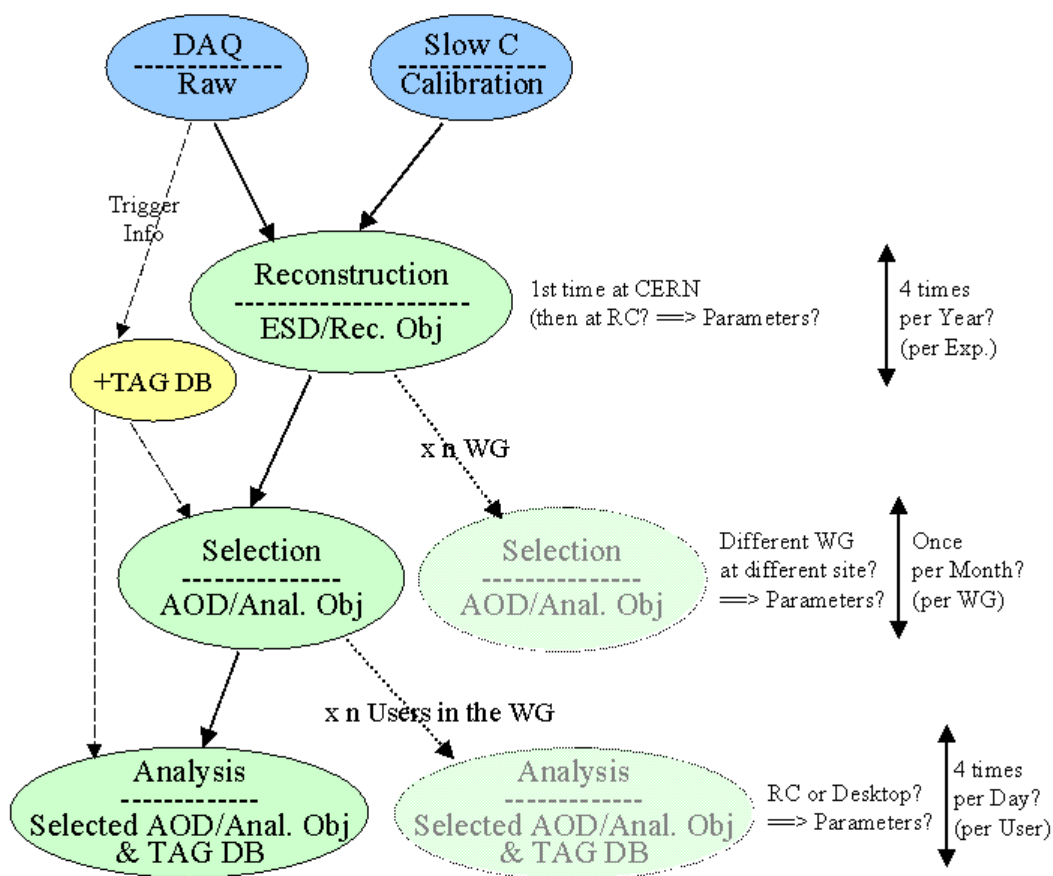 DAQ
Raw
Slow C
Calibration
Trigger
Info
Reconstruction
ESD/Rec. Obj
1st time at CERN
(then at RC? ==> Parameters?
4 times
per Year?
(per Exp.)
+TAG DB
x n WG
Selection
AOD/Anal. Obj
Selection
AOD/Anal. Obj
Different WG
at different site?
==> Parameters?
Once
per Month?
(per WG)
x n Users in the WG
Analysis
Selected AOD/Anal. Obj
& TAG DB
Analysis
Selected AOD/Anal. Obj
& TAG DB
RC or Desktop?
==> Parameters?
4 times
per Day?
(per User)